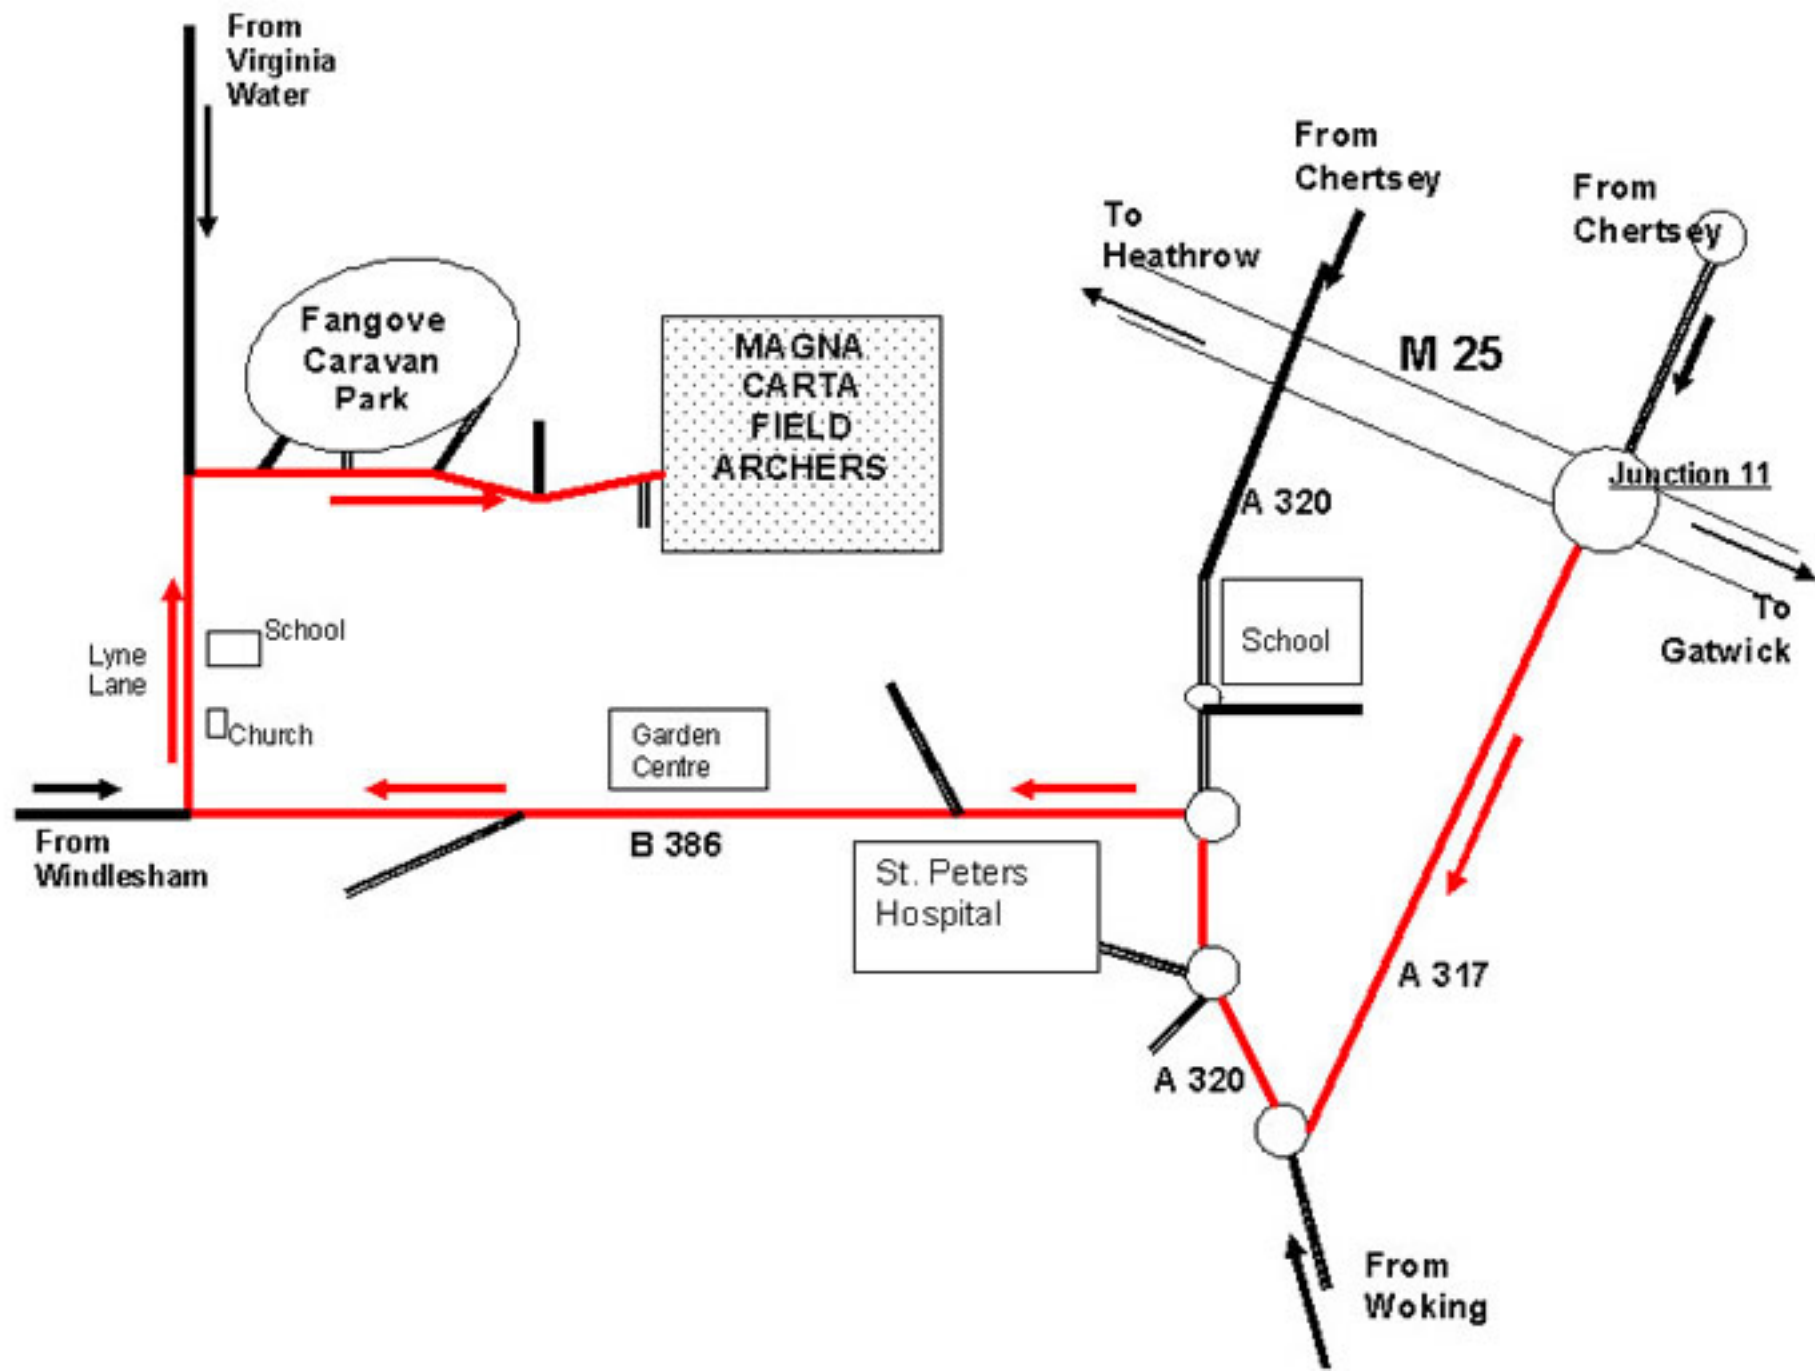 From
Virginia
Water
From
Chertsey
From
Chertsey
To
Heathrow
M 25
Fangove
Caravan
Park
MAGNA
CARTA
FIELD
ARCHERS
Junction 11
A 320
To
Gatwick
School
School
Lyne
Lane
Church
Garden
Centre
B 386
From
Windlesham
St. Peters
Hospital
A 317
A 320
From
Woking